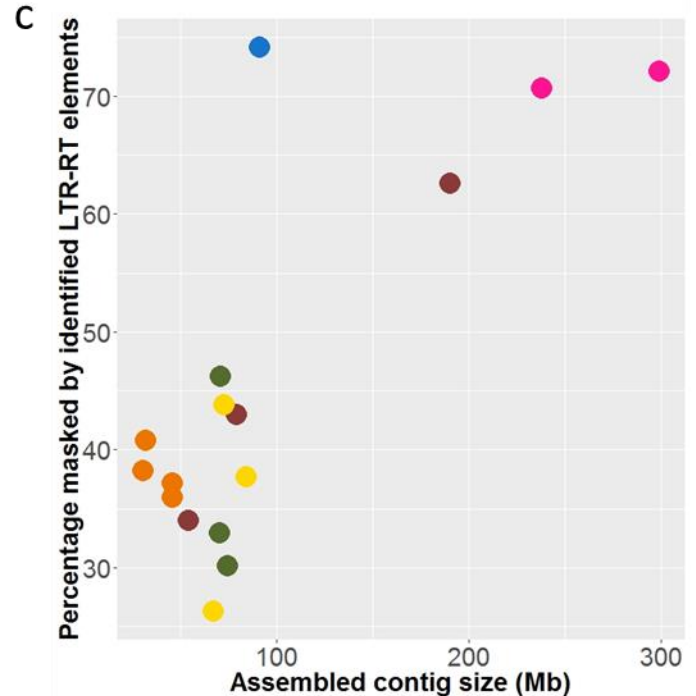 C
Percentage masked by identified LTR-RT elements
70
60
50
40
30
100 200 300
Assembled contig size (Mb)